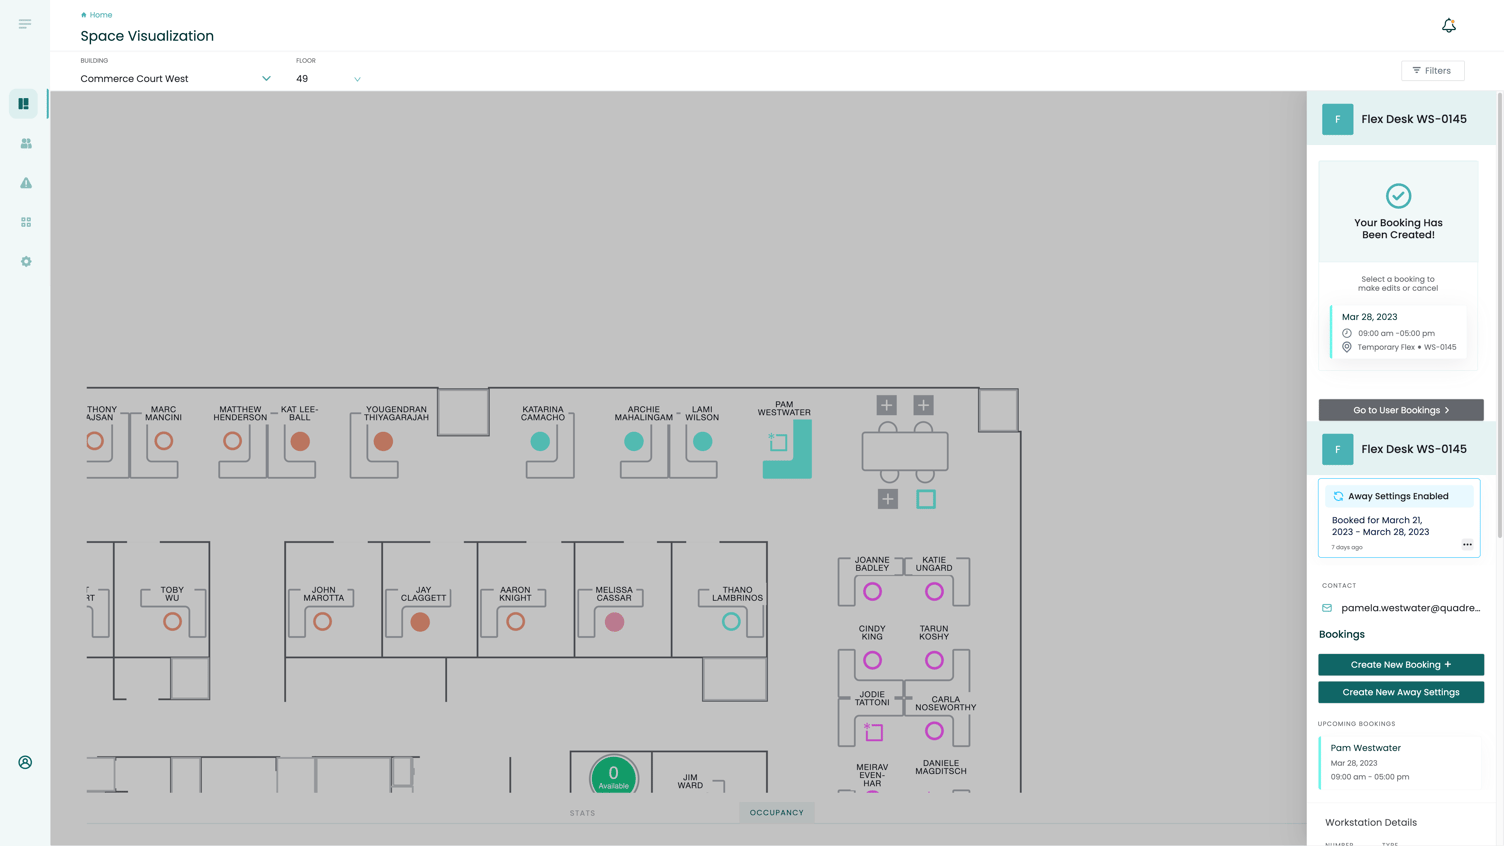 Home
Space Visualization
BUILDING
Commerce Court West
FLOOR
49
Filters
THONY
AJSAN
MARC
MANCINI
MATTHEW
HENDERSON
KAT LEE-
BALL
YOUGENDRAN
THIYAGARAJAH
KATARINA
CAMACHO
ARCHIE
MAHALINGAM
LAMI
WILSON
PAM
WESTWATER
T
RT
TOBY
WU
JOHN
MAROTTA
JAY
CLAGGETT
AARON
KNIGHT
MELISSA
CASSAR
THANO
LAMBRINOS
JOANNE
BADLEY
KATIE
UNGARD
CINDY
KING
TARUN
KOSHY
JODIE
TATTONI
CARLA
NOSEWORTHY
MEIRAV
EVEN-
HAR
DANIELE
MAGDITSCH
0
Available
JIM
WARD
STATS
OCCUPANCY
F
Flex Desk WS-0145
Your Booking Has
Been Created!
Select a booking to
make edits or cancel
Mar 28, 2023
09:00 am -05:00 pm
Temporary Flex • WS-0145
Go to User Bookings
F
Flex Desk WS-0145
Away Settings Enabled
Booked for March 21,
2023 - March 28, 2023
7 days ago
CONTACT
pamela.westwater@quadre...
Bookings
Create New Booking +
Create New Away Settings
UPCOMING BOOKINGS
Pam Westwater
Mar 28, 2023
09:00 am - 05:00 pm
Workstation Details
NUMBER
TYPE